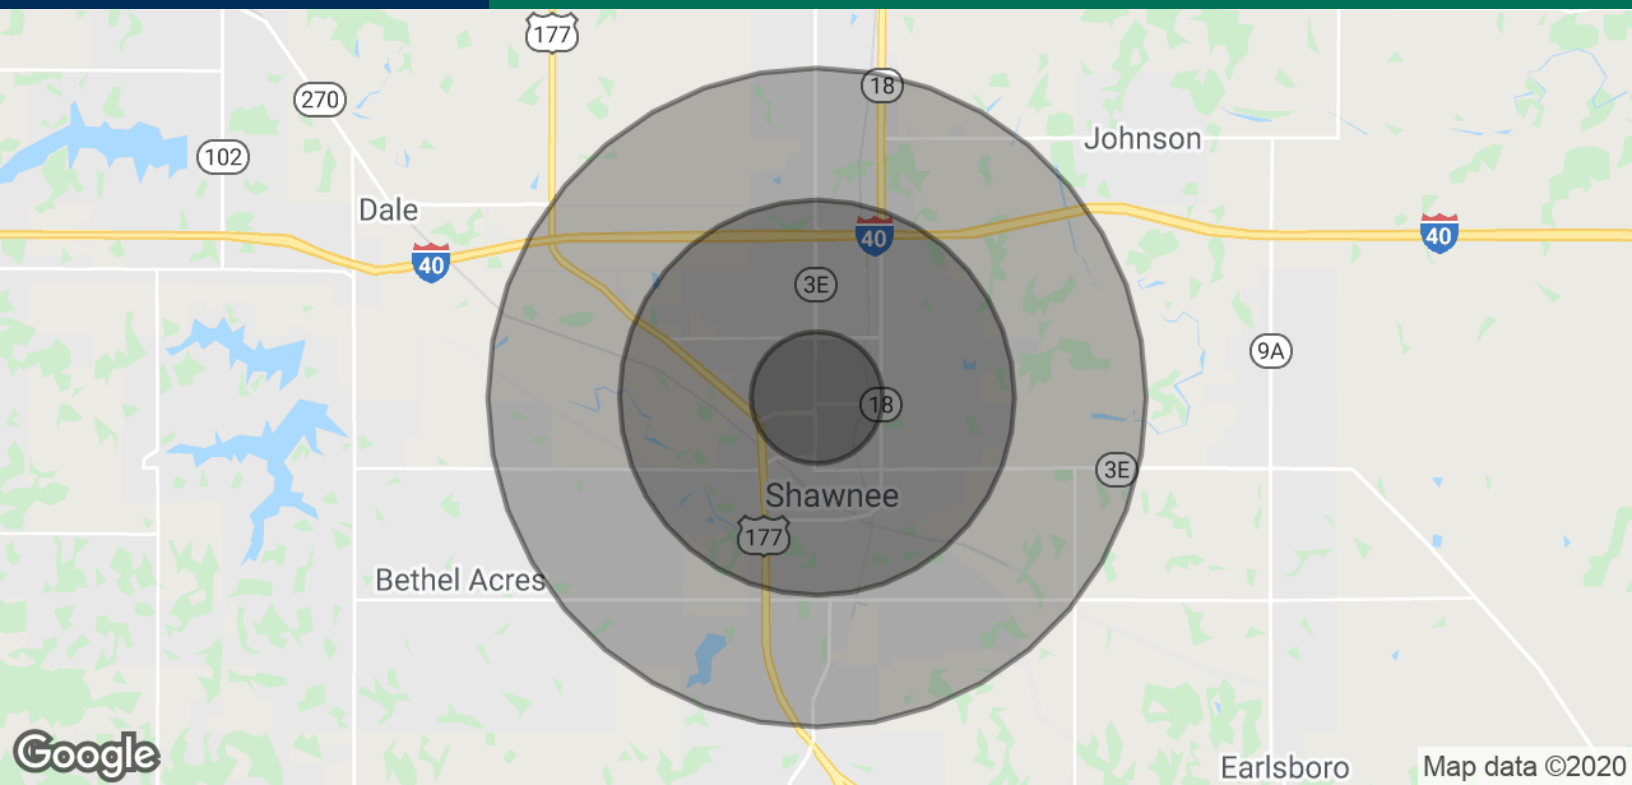 177
18
270
Johnson
102
Dale
40
40
40
3E
9A
18
3E
Shawnee
177
Bethel Acres
Google
Earlsboro
Map data ©2020